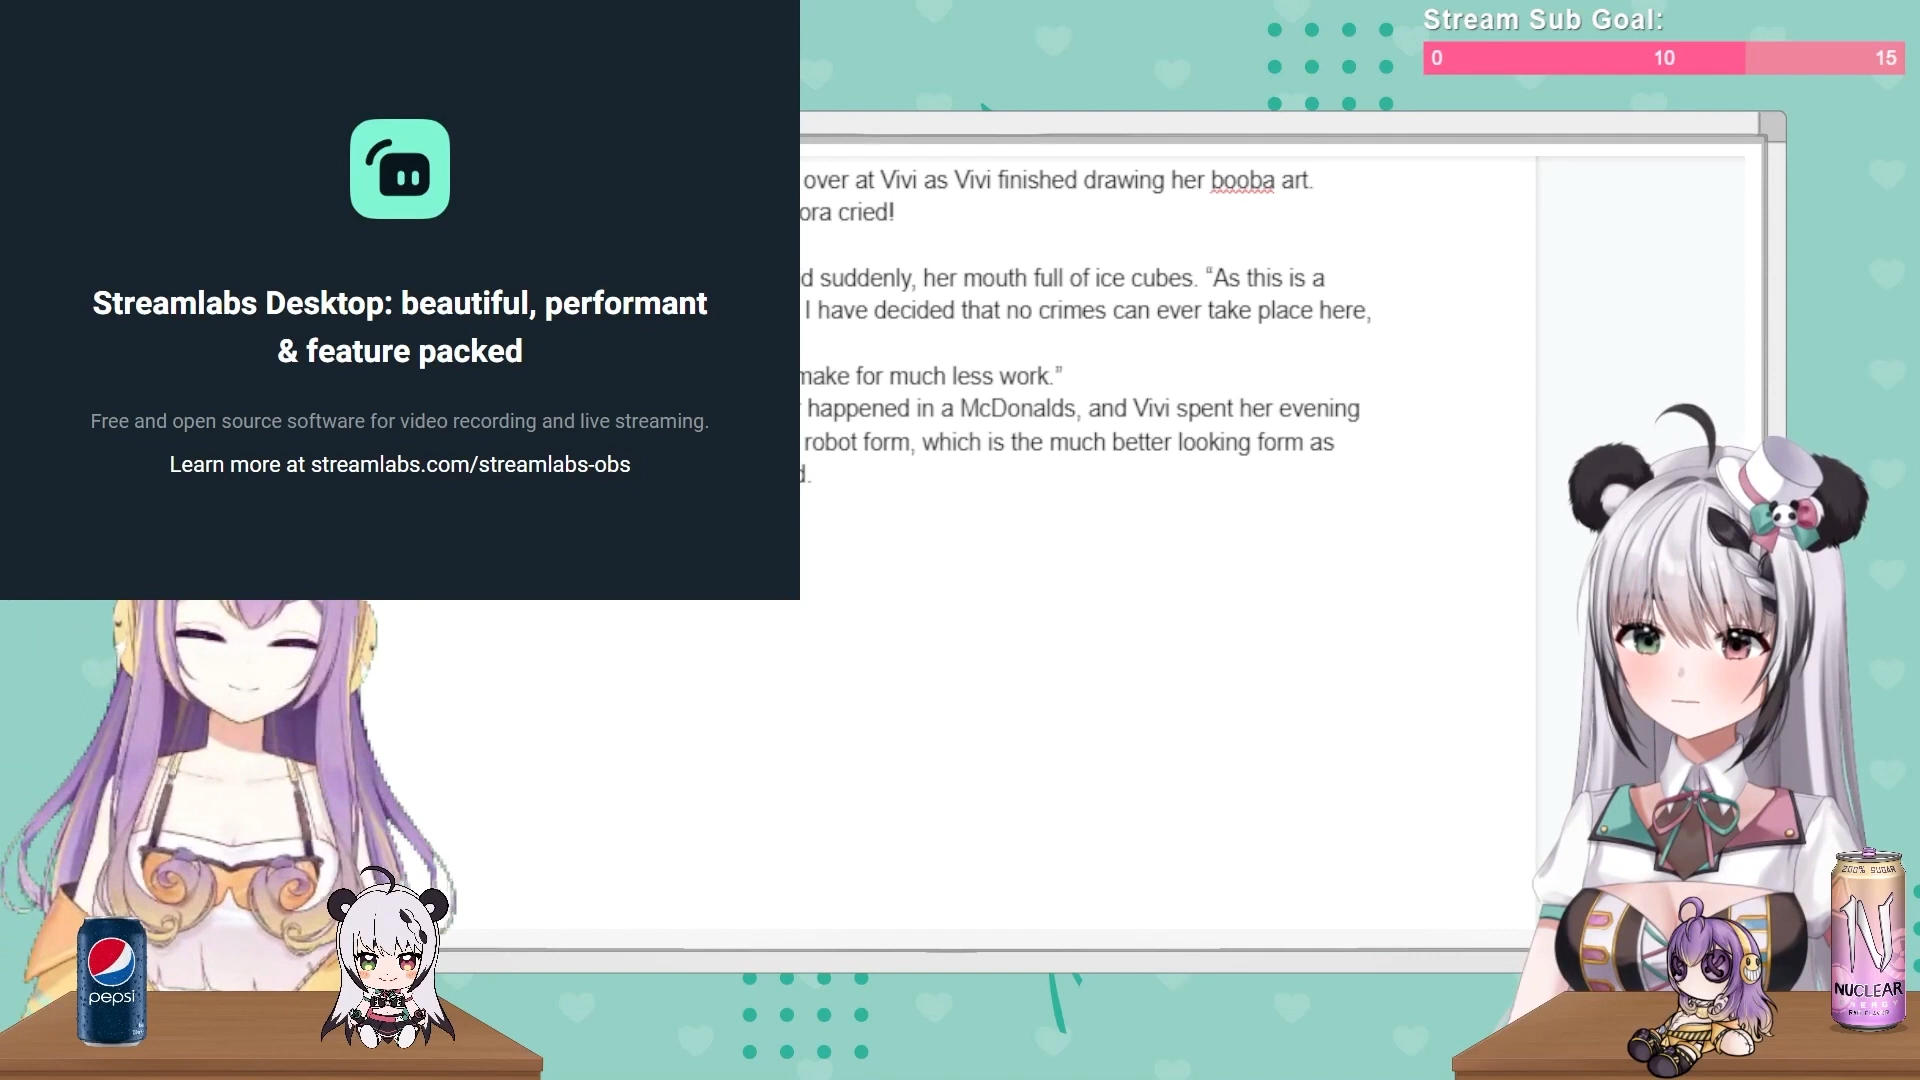 Stream Sub Goal:
0 10 15
Streamlabs Desktop: beautiful, performant
& feature packed
Free and open source software for video recording and live streaming.
Learn more at streamlabs.com/streamlabs-obs
over at Vivi as Vivi finished drawing her booba art.
ora cried!
d suddenly, her mouth full of ice cubes. “As this is a
I have decided that no crimes can ever take place here,
make for much less work.”
happened in a McDonalds, and Vivi spent her evening
robot form, which is the much better looking form as
d.
pepsi
200% SUGAR
N
NUCLEAR